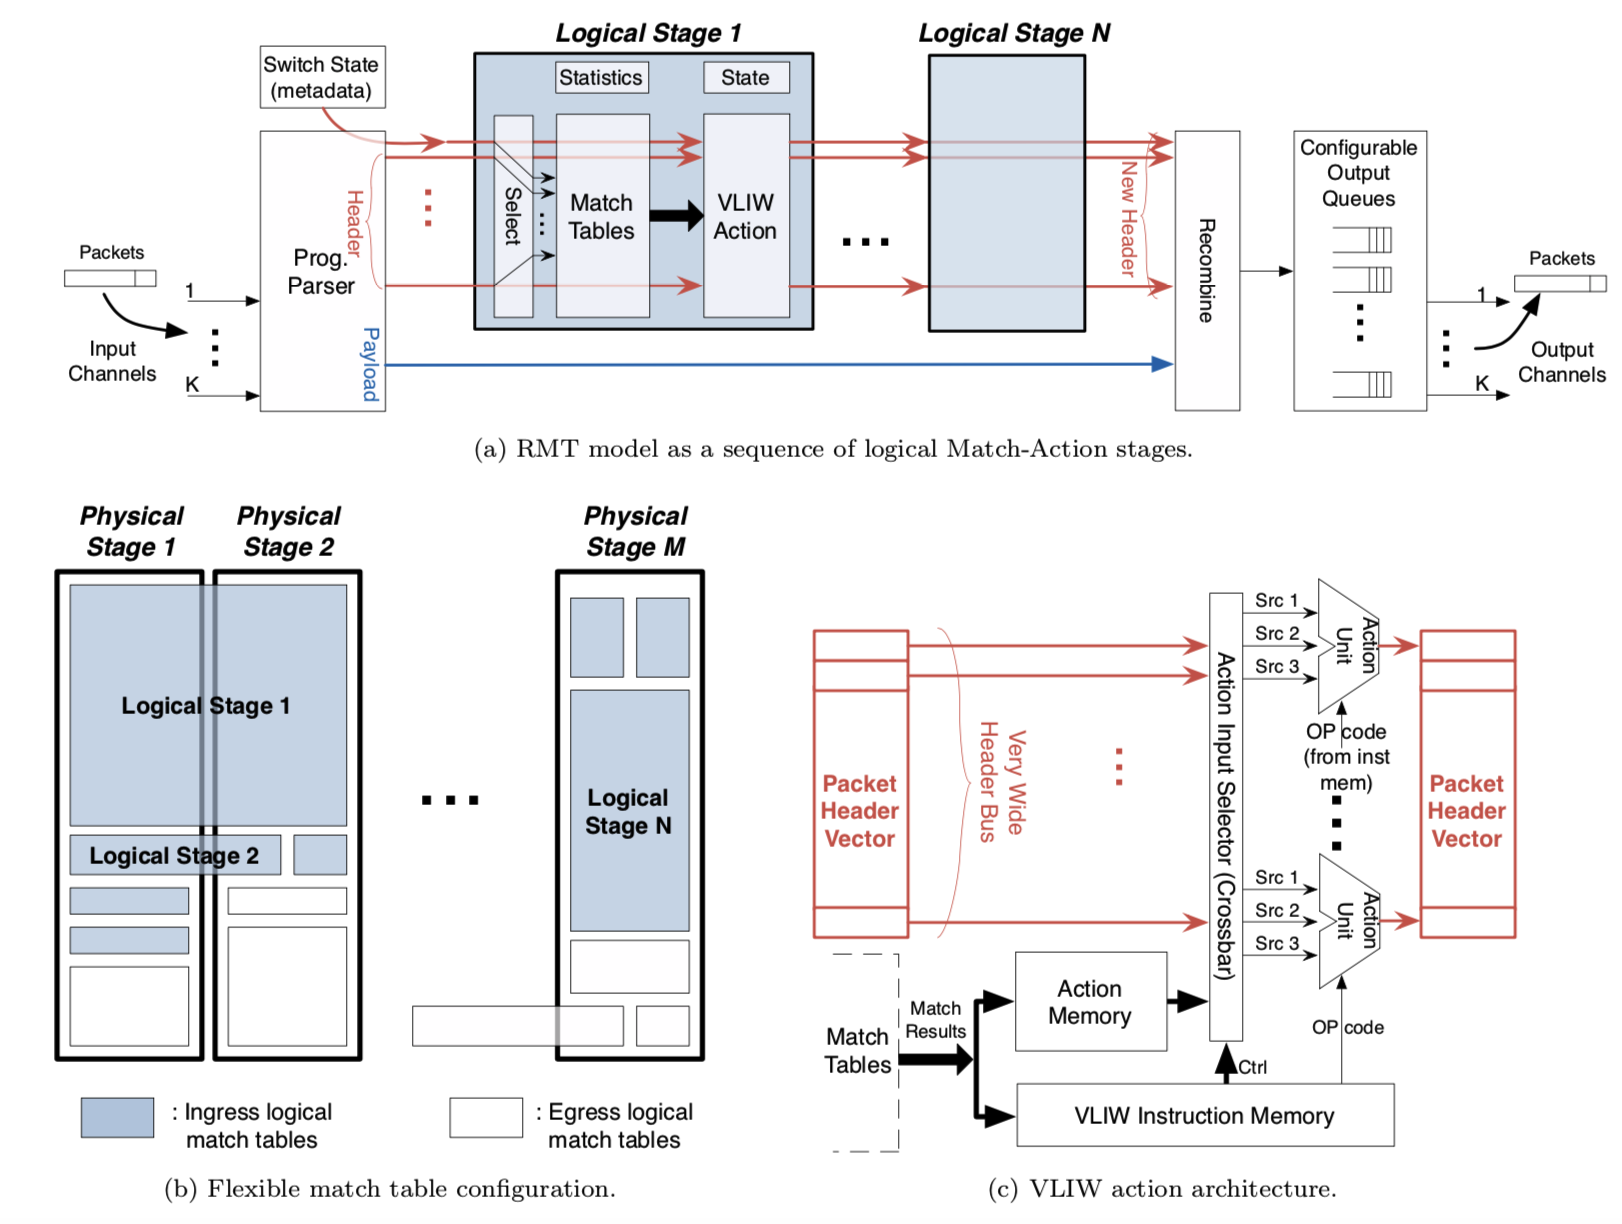 Logical Stage 1
Logical Stage N
Switch State
(metadata)
Statistics
State
Prog.
Parser
Header
Payload
Select
Match
Tables
VLIW
Action
New Header
Recombine
Configurable
Output
Queues
Packets
1
K
Input
Channels
Packets
1
K
Output
Channels
(a) RMT model as a sequence of logical Match-Action stages.
Physical
Stage 1
Physical
Stage 2
Physical
Stage M
Logical Stage 1
Logical Stage 2
Logical
Stage N
: Ingress logical
match tables
: Egress logical
match tables
(b) Flexible match table configuration.
Packet
Header
Vector
Very Wide
Header Bus
Action Input Selector (Crossbar)
Src 1
Src 2
Src 3
Action
Unit
OP code
(from inst
mem)
Src 1
Src 2
Src 3
Action
Unit
OP code
Packet
Header
Vector
Match
Tables
Match
Results
Action
Memory
Ctrl
VLIW Instruction Memory
(c) VLIW action architecture.